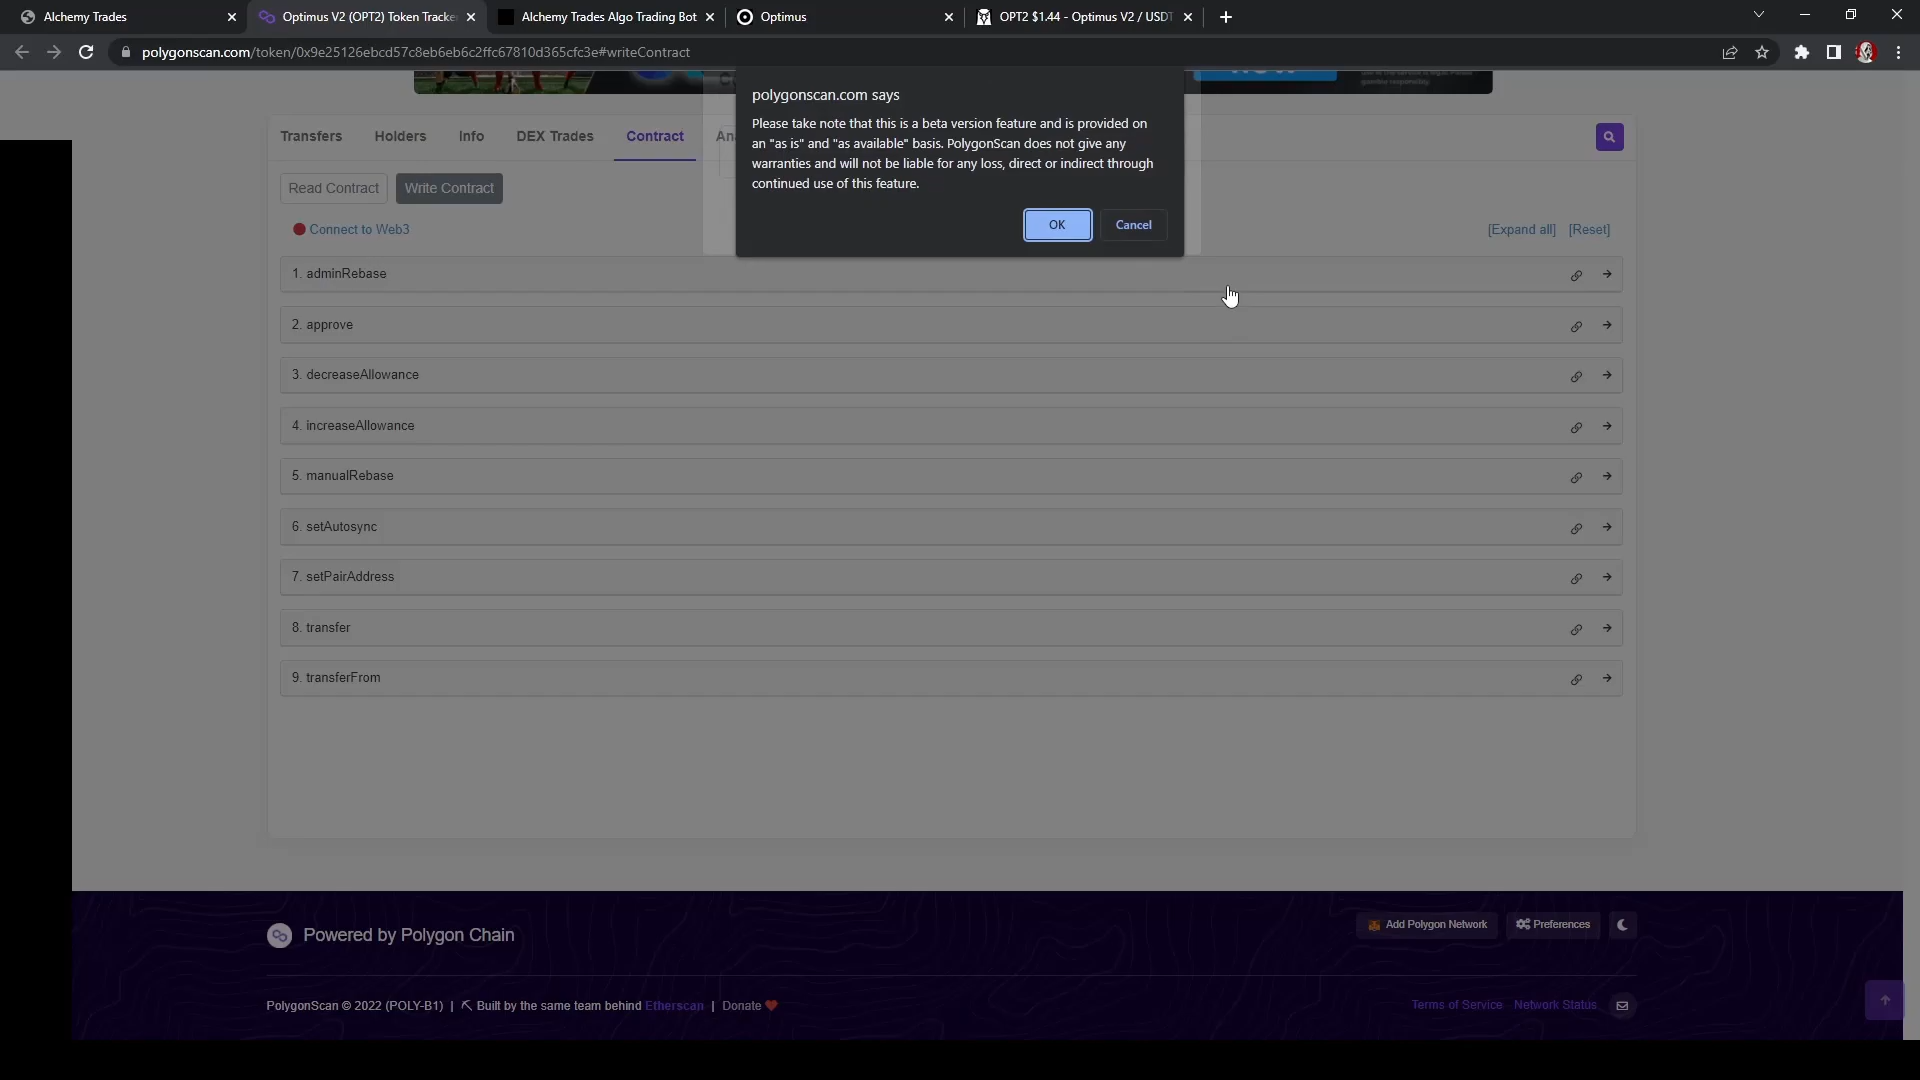 Alchemy Trades
Optimus V2 (OPT2) Token Tracke
Alchemy Trades Algo Trading Bot
Optimus
OPT2 $1.44 - Optimus V2 / USDT
polygonscan.com/token/0x9e25126ebcd57c8eb6eb6c2ffc67810d365cfc3e#writeContract
polygonscan.com says
Please take note that this is a beta version feature and is provided on
an "as is" and "as available" basis. PolygonScan does not give any
warranties and will not be liable for any loss, direct or indirect through
continued use of this feature.
OK
Cancel
Transfers
Holders
Info
DEX Trades
Contract
Read Contract
Write Contract
Connect to Web3
[Expand all]
[Reset]
1. adminRebase
2. approve
3. decreaseAllowance
4. increaseAllowance
5. manualRebase
6. setAutosync
7. setPairAddress
8. transfer
9. transferFrom
Powered by Polygon Chain
Add Polygon Network
Preferences
PolygonScan © 2022 (POLY-B1) | Built by the same team behind Etherscan | Donate
Terms of Service
Network Status